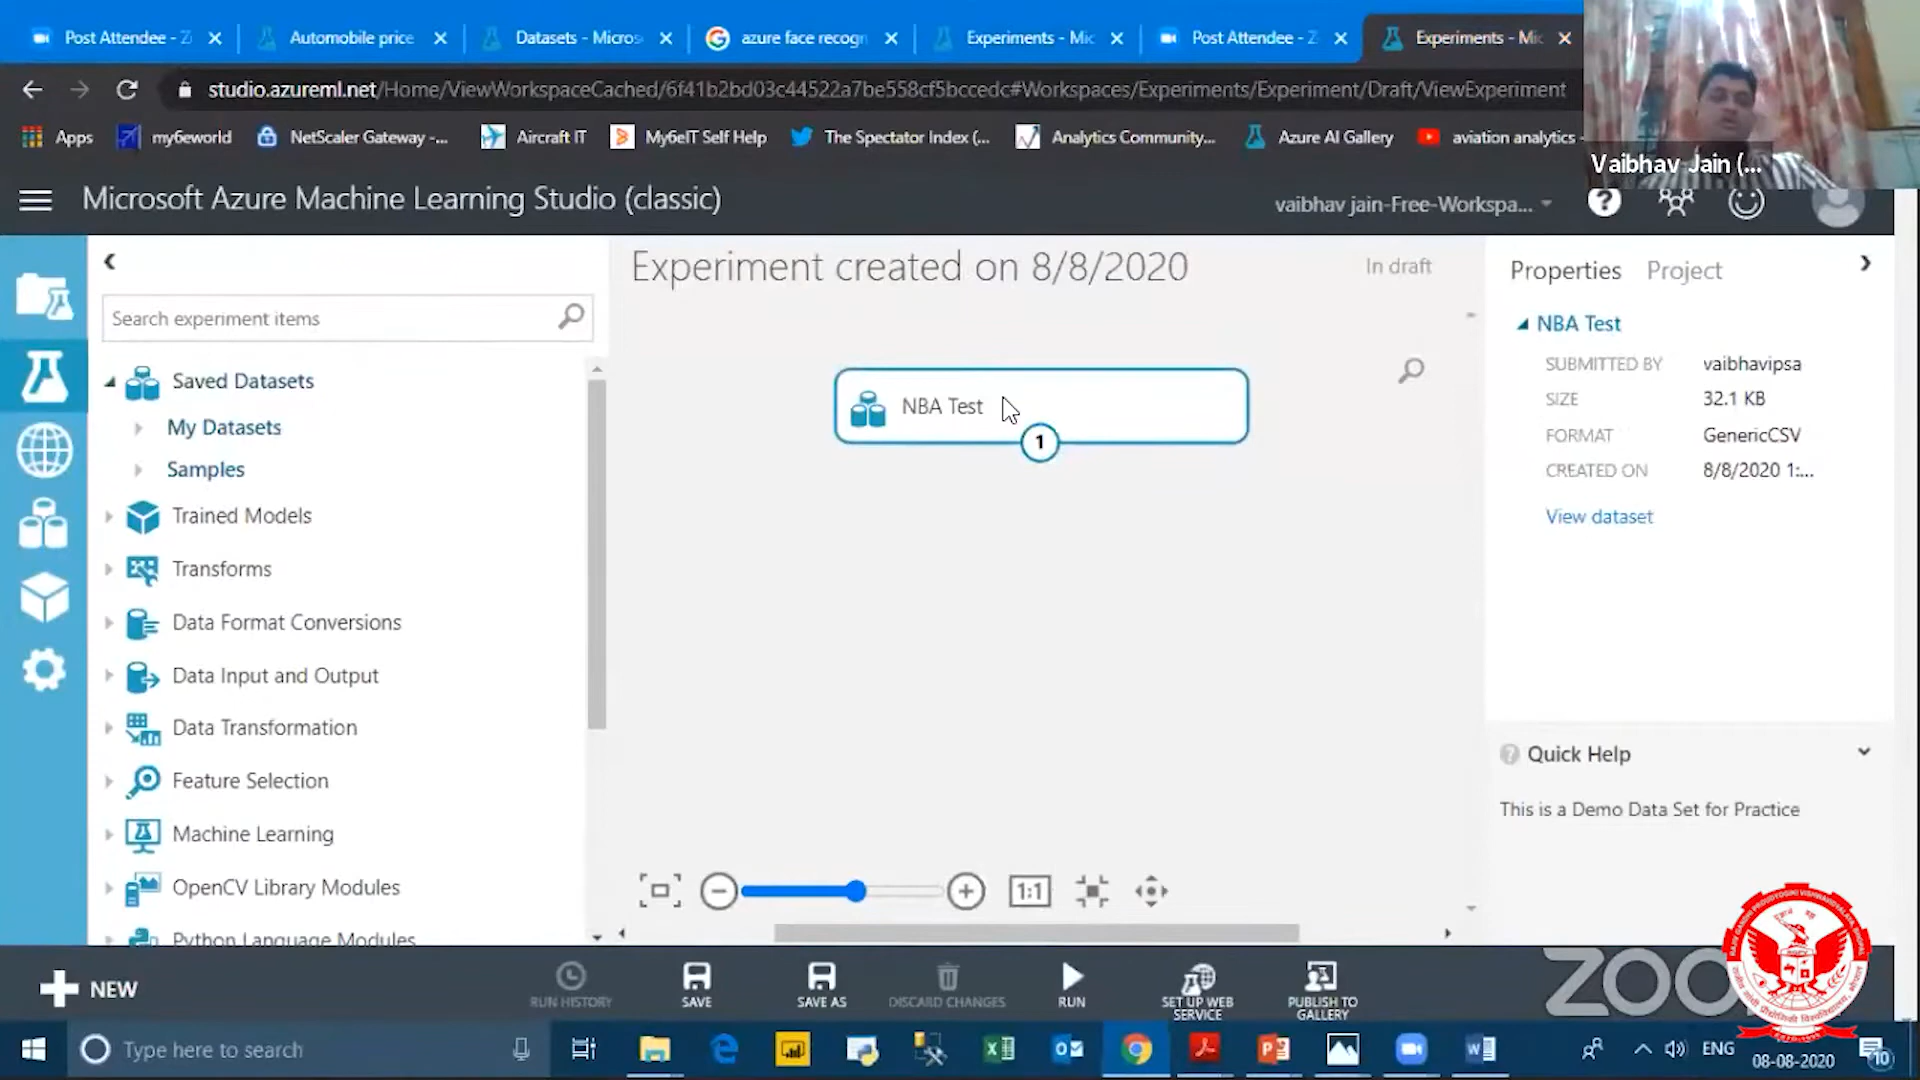 Post Attendee - Z
Automobile price
Datasets - Micros
azure face recogn
Experiments - Mic
Post Attendee - Z
Experiments - Mic
studio.azureml.net/Home/ViewWorkspaceCached/6f41b2bd03c44522a7be558cf5bccedc#Workspaces/Experiments/Experiment/Draft/ViewExperiment
Apps
my6eworld
NetScaler Gateway -...
Aircraft IT
My6eIT Self Help
The Spectator Index (...
Analytics Community...
Azure AI Gallery
aviation analytics -
Vaibhav Jain (...
Microsoft Azure Machine Learning Studio (classic)
vaibhav jain-Free-Workspa...
Experiment created on 8/8/2020
In draft
Properties
Project
Search experiment items
NBA Test
SUBMITTED BY
vaibhavipsa
SIZE
32.1 KB
FORMAT
GenericCSV
CREATED ON
8/8/2020 1:...
View dataset
Saved Datasets
My Datasets
Samples
Trained Models
Transforms
Data Format Conversions
Data Input and Output
Data Transformation
Feature Selection
Machine Learning
OpenCV Library Modules
Python Language Modules
NBA Test
1
1:1
Quick Help
This is a Demo Data Set for Practice
NEW
RUN HISTORY
SAVE
SAVE AS
DISCARD CHANGES
RUN
SET UP WEB SERVICE
PUBLISH TO GALLERY
Type here to search
ENG
08-08-2020
10